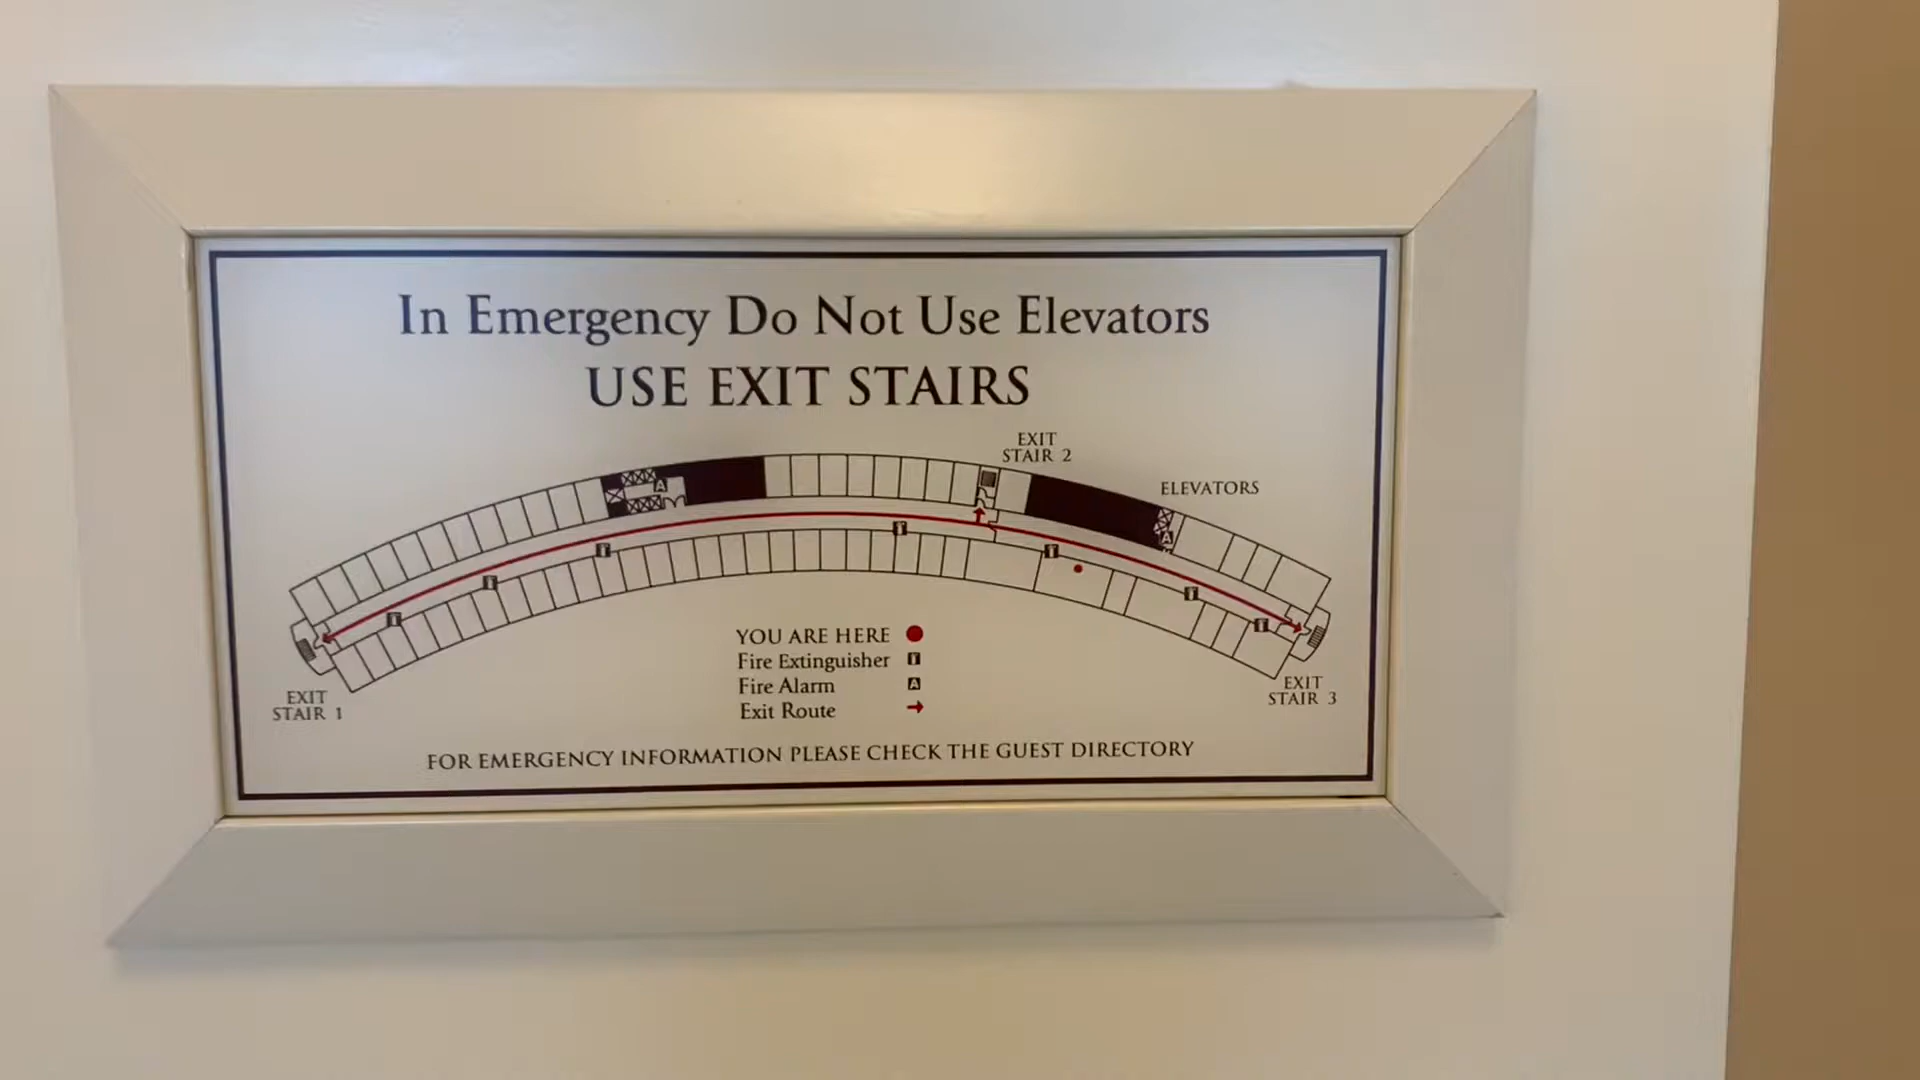 In Emergency Do Not Use Elevators
USE EXIT STAIRS
EXIT
STAIR 2
ELEVATORS
A
A
EXIT
STAIR 1
EXIT
STAIR 3
YOU ARE HERE
Fire Extinguisher
Fire Alarm A
Exit Route
FOR EMERGENCY INFORMATION PLEASE CHECK THE GUEST DIRECTORY